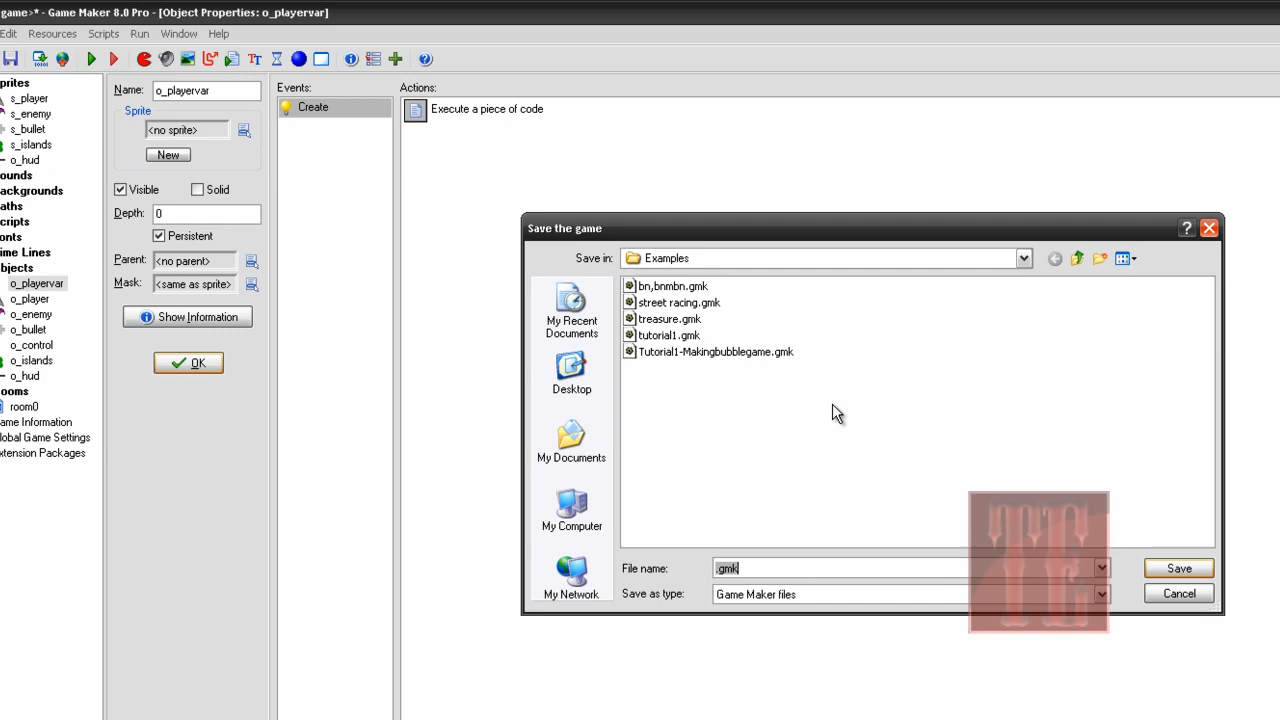 game>* - Game Maker 8.0 Pro - [Object Properties: o_playervar]
Edit Resources Scripts Run Window Help
prites
s_player
s_enemy
s_bullet
s_islands
o_hud
ounds
ackgrounds
aths
cripts
onts
ime Lines
bjects
o_playervar
o_player
o_enemy
o_bullet
o_control
o_islands
o_hud
ooms
room0
ame Information
lobal Game Settings
xtension Packages
Name: o_playervar
Sprite
<no sprite>
New
Visible Solid
Depth: 0
Persistent
Parent: <no parent>
Mask: <same as sprite>
Show Information
OK
Events:
Create
Actions:
Execute a piece of code
Save the game
Save in: Examples
My Recent
Documents
Desktop
My Documents
My Computer
My Network
bn,bnmbn.gmk
street racing.gmk
treasure.gmk
tutorial1.gmk
Tutorial1-Makingbubblegame.gmk
File name: .gmk Save
Save as type: Game Maker files Cancel